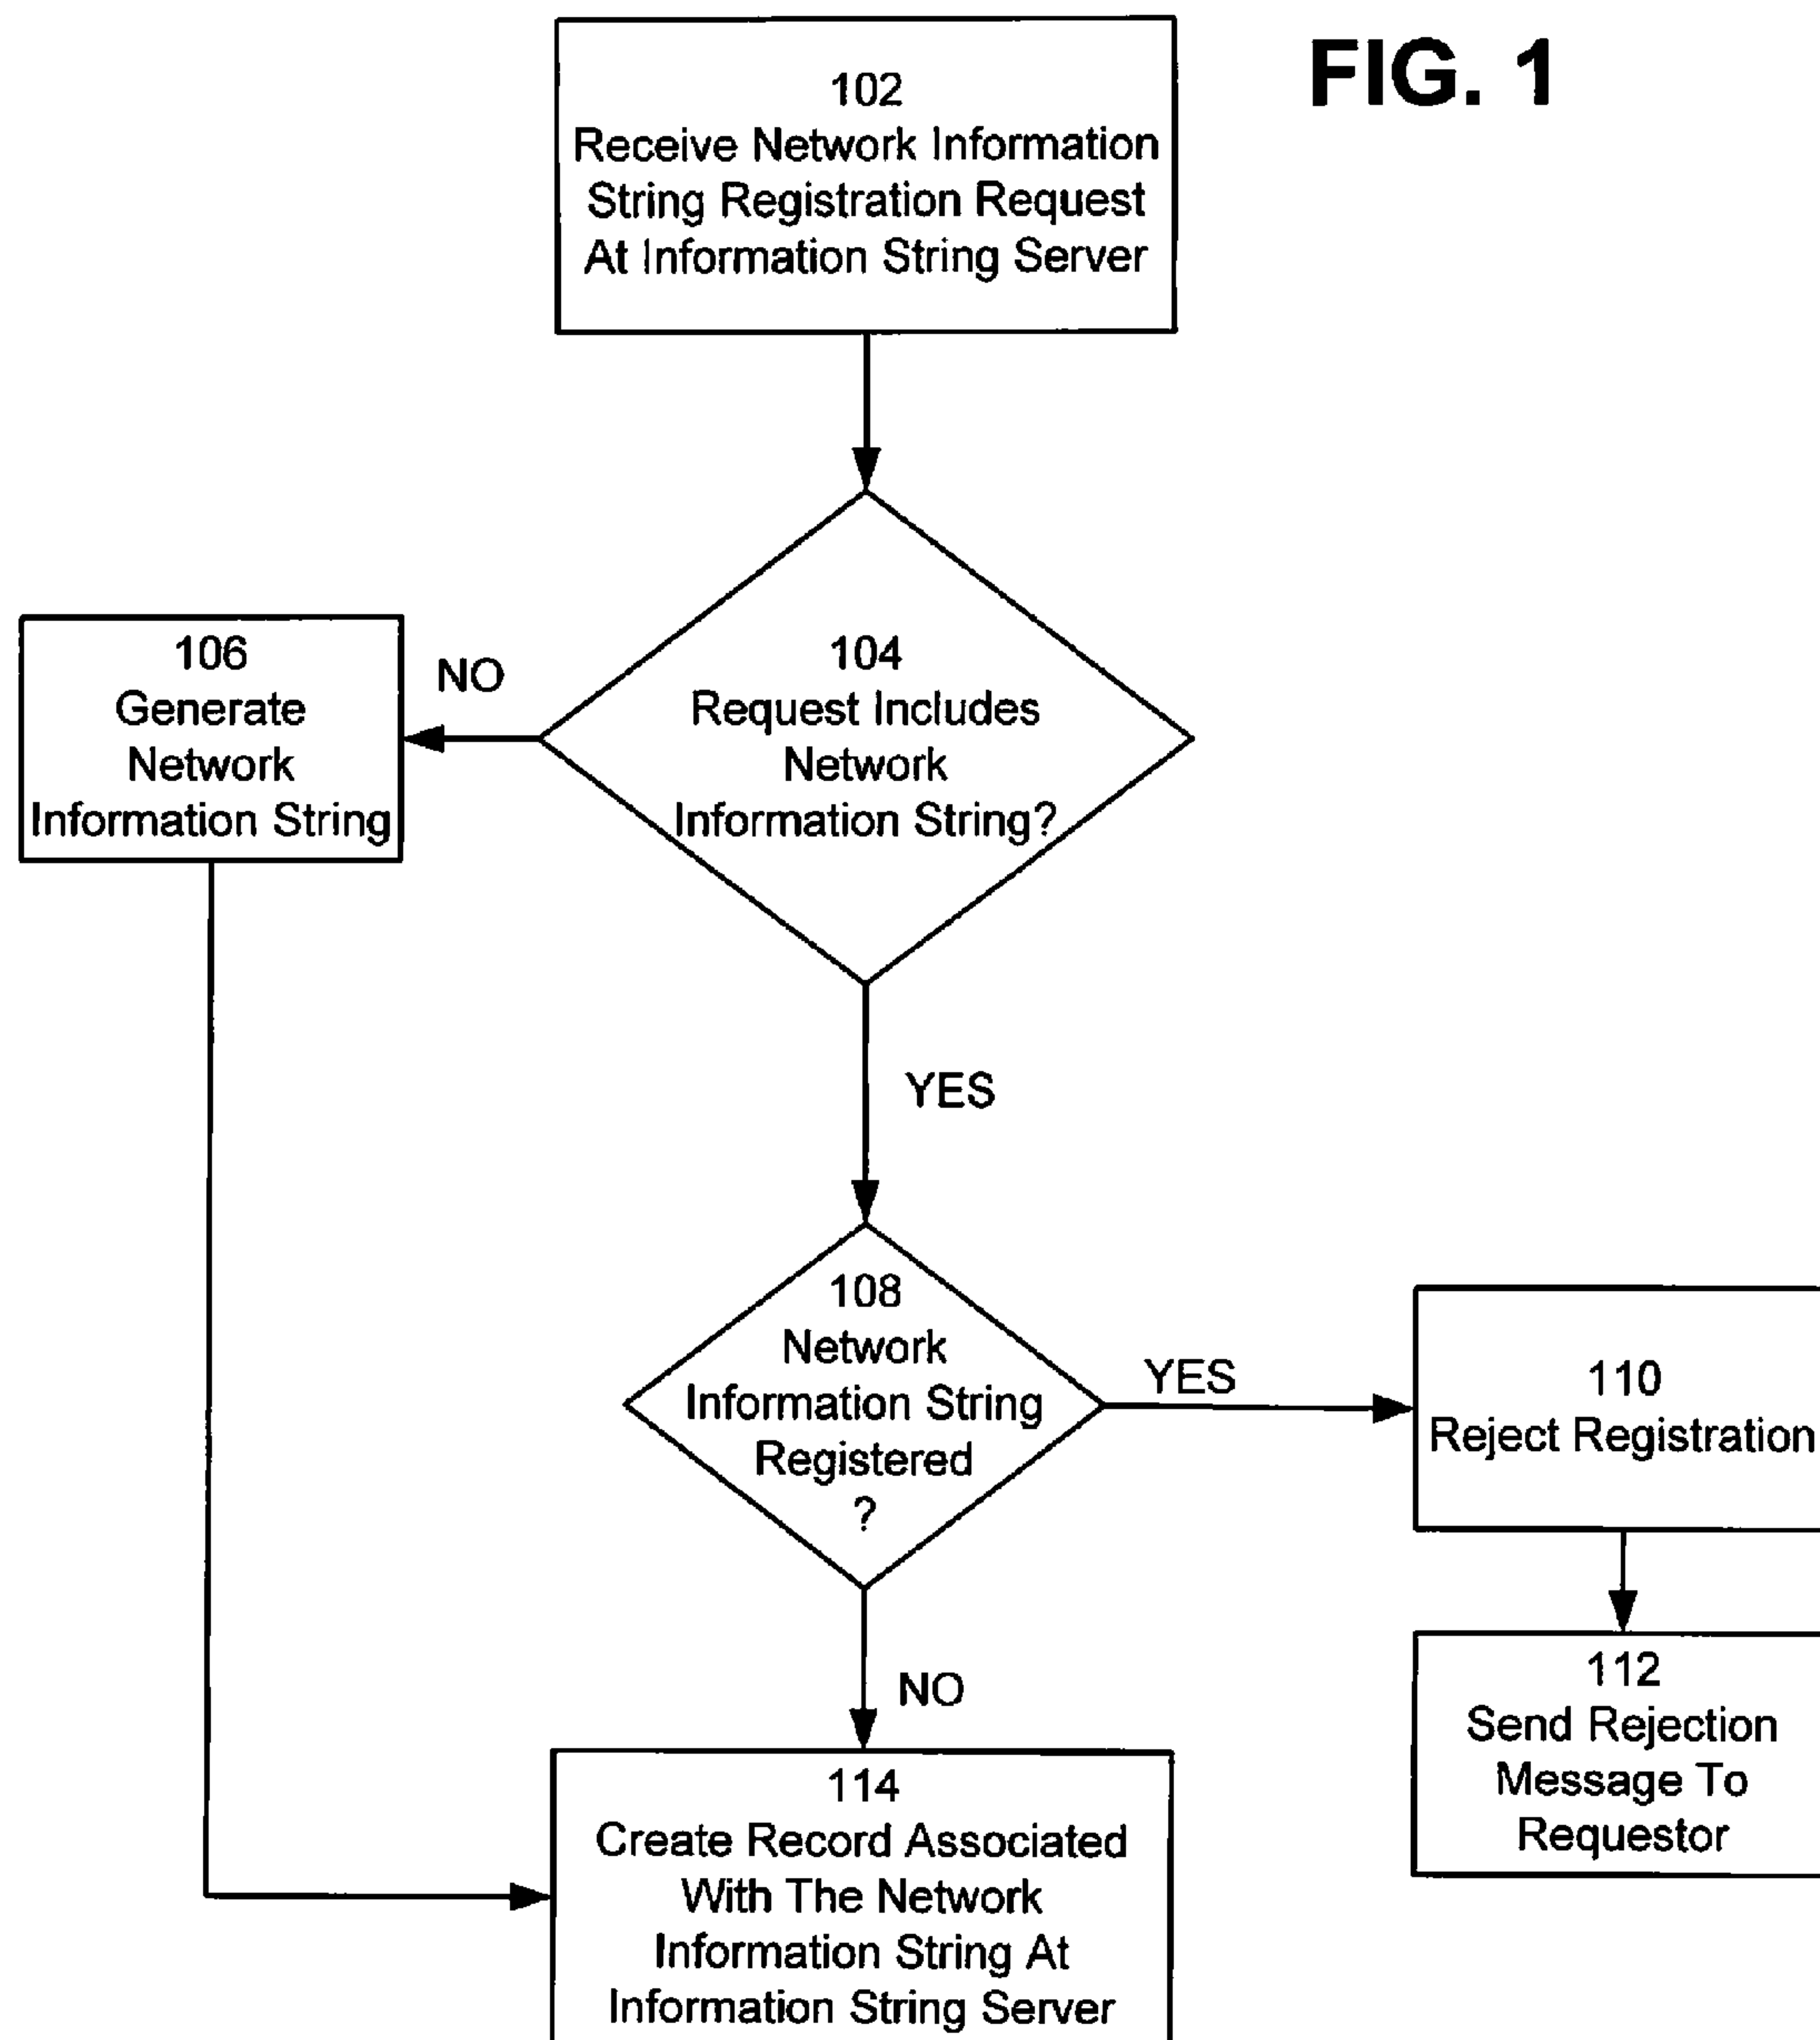 FIG. 1
102
Receive Network Information
String Registration Request
At Information String Server
104
Request Includes
Network
Information String?
NO
106
Generate
Network
Information String
YES
108
Network
Information String
Registered
?
YES
110
Reject Registration
112
Send Rejection
Message To
Requestor
NO
114
Create Record Associated
With The Network
Information String At
Information String Server